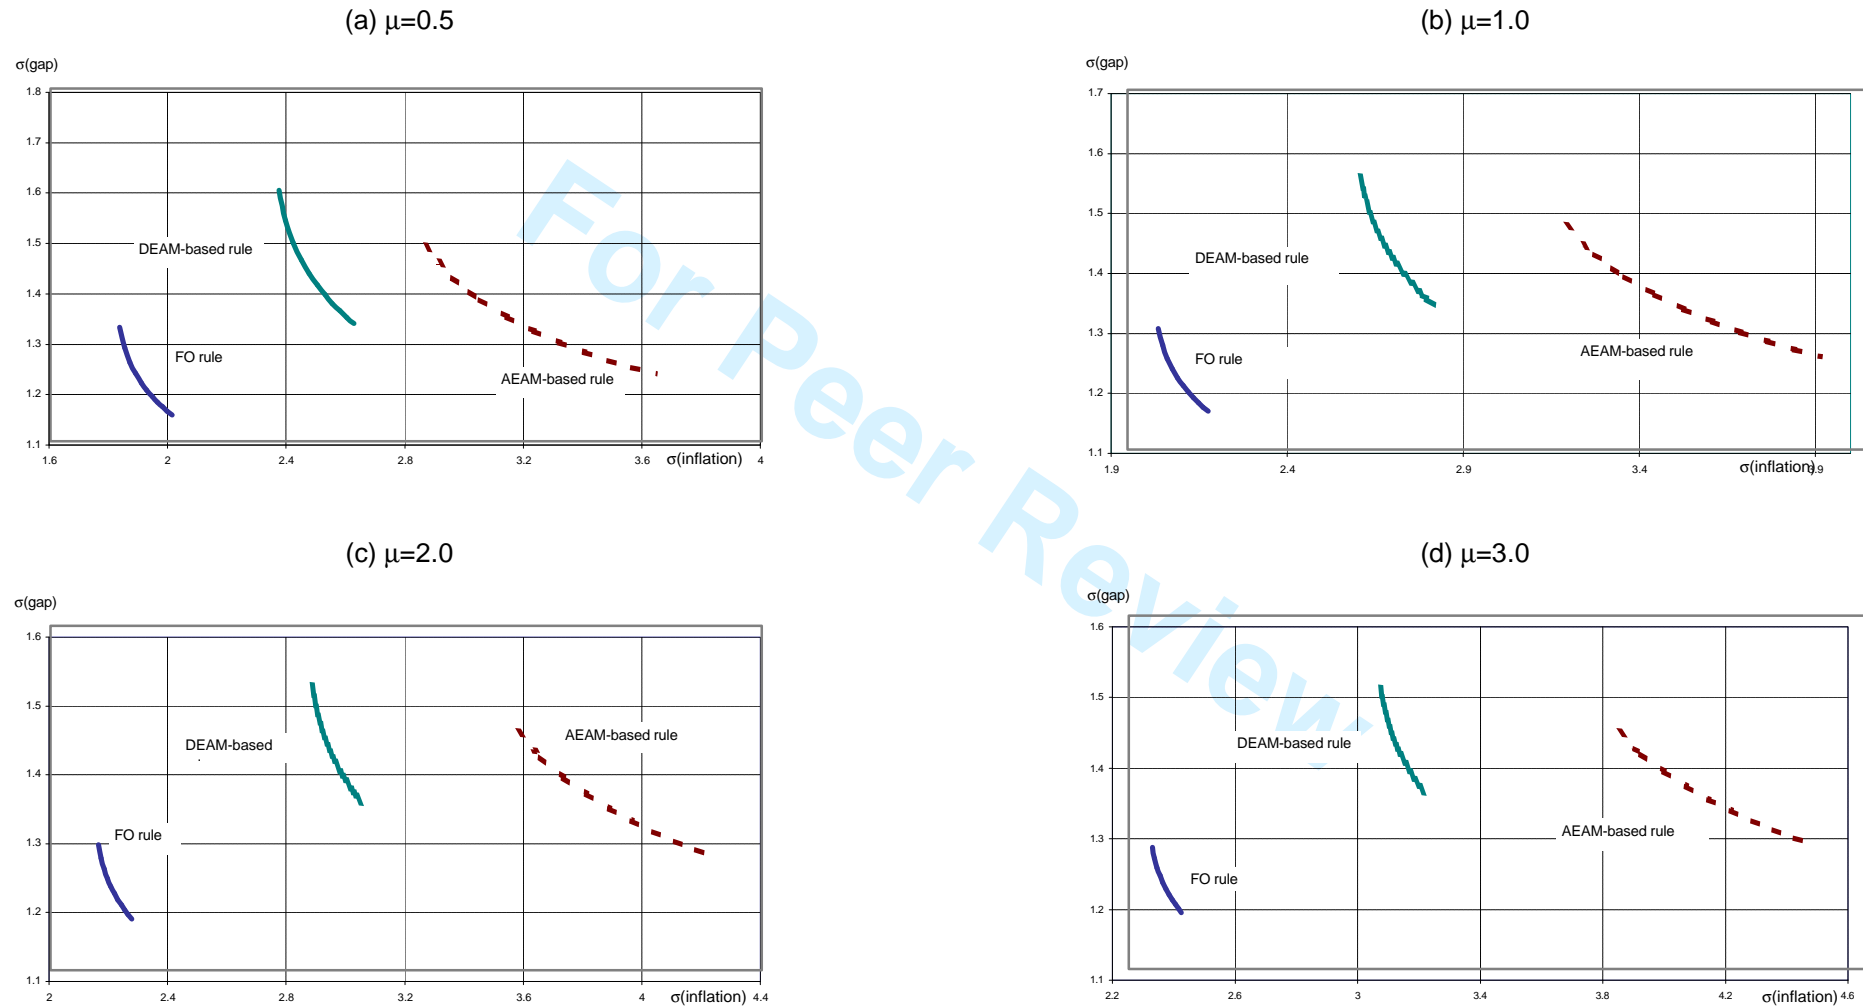 (a) μ=0.5
σ(gap)
1.8
1.7
1.6
1.5
1.4
1.3
1.2
1.1
DEAM-based rule
FO rule
AEAM-based rule
1.6 2 2.4 2.8 3.2 3.6 σ(inflation) 4
(b) μ=1.0
σ(gap)
1.7
1.6
1.5
1.4
1.3
1.2
1.1
DEAM-based rule
AEAM-based rule
FO rule
1.9 2.4 2.9 3.4 σ(inflation) 3.9
(c) μ=2.0
σ(gap)
1.6
1.5
1.4
1.3
1.2
1.1
AEAM-based rule
DEAM-based
.
FO rule
2 2.4 2.8 3.2 3.6 4 σ(inflation) 4.4
(d) μ=3.0
σ(gap)
1.6
1.5
1.4
1.3
1.2
1.1
DEAM-based rule
AEAM-based rule
FO rule
2.2 2.6 3 3.4 3.8 4.2 σ(inflation) 4.6
For Peer Review